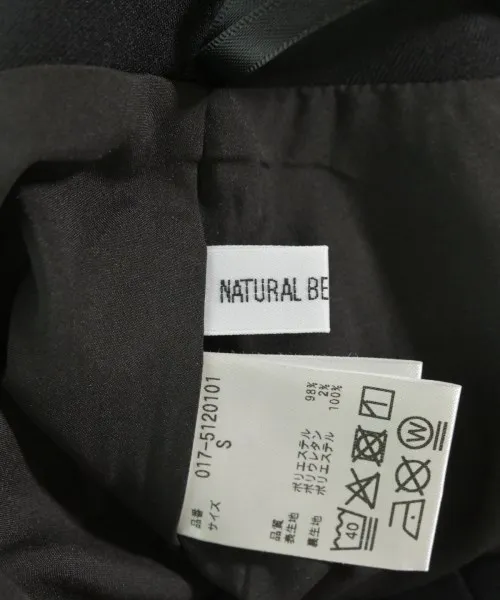 NATURAL BE
品番 017-5120101
サイズ S
品質
表生地 ポリエステル 98%
ポリウレタン 2%
裏生地 ポリエステル 100%
40
W